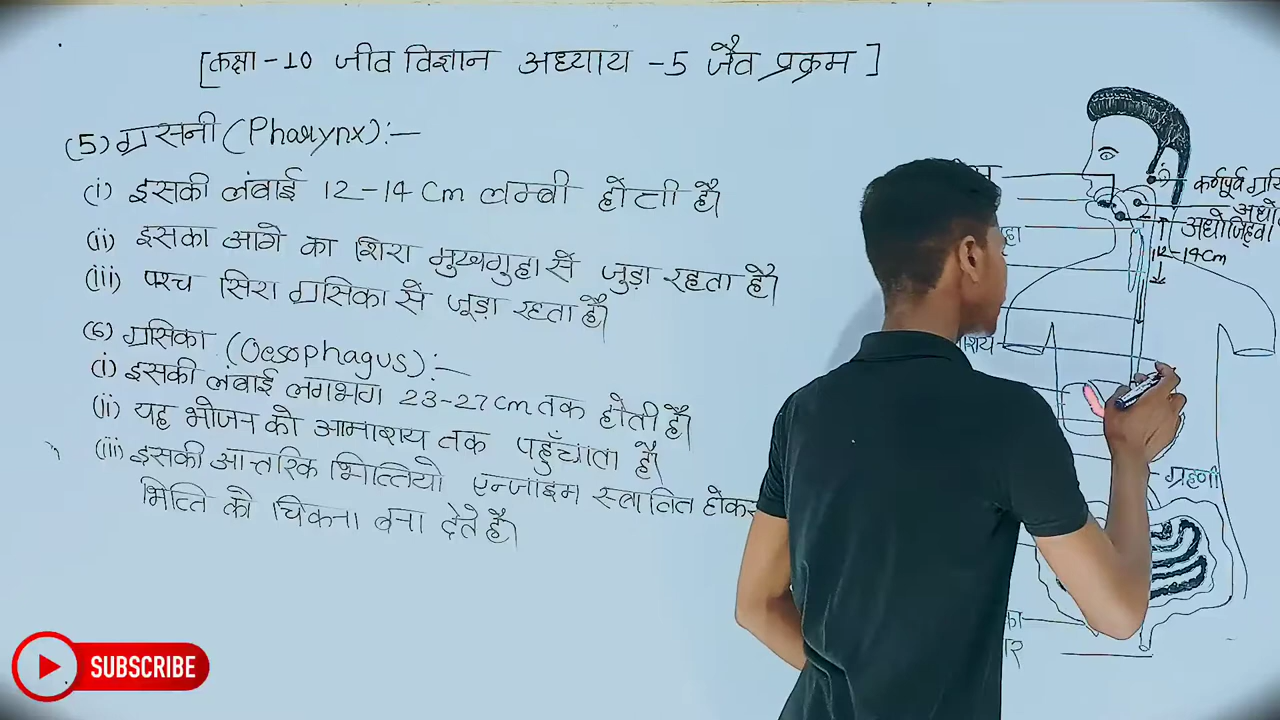 [कक्षा -10 जीव विज्ञान अध्याय -5 जैव प्रक्रम]
(5) ग्रसनी (Pharynx):-
(i) इसकी लंबाई 12-14 Cm लम्बी होती है।
(ii) इसका आगे का शिरा मुखगुहा से जुड़ा रहता है।
(iii) पश्च सिरा ग्रसिका से जूड़ा रहता है।
(6) ग्रसिका (Oesophagus):-
(i) इसकी लंबाई लगभग 23-27 cm तक होती है।
(ii) यह भोजन को आमाशय तक पहुँचाता है।
(iii) इसकी आन्तरिक भित्तियो एन्जाइम स्त्रावित होकर
भित्ति को चिकना बना देते है।
कर्णपूर्व
अधो
अधोजिह्वा
12-14cm
ग्रहणी
SUBSCRIBE